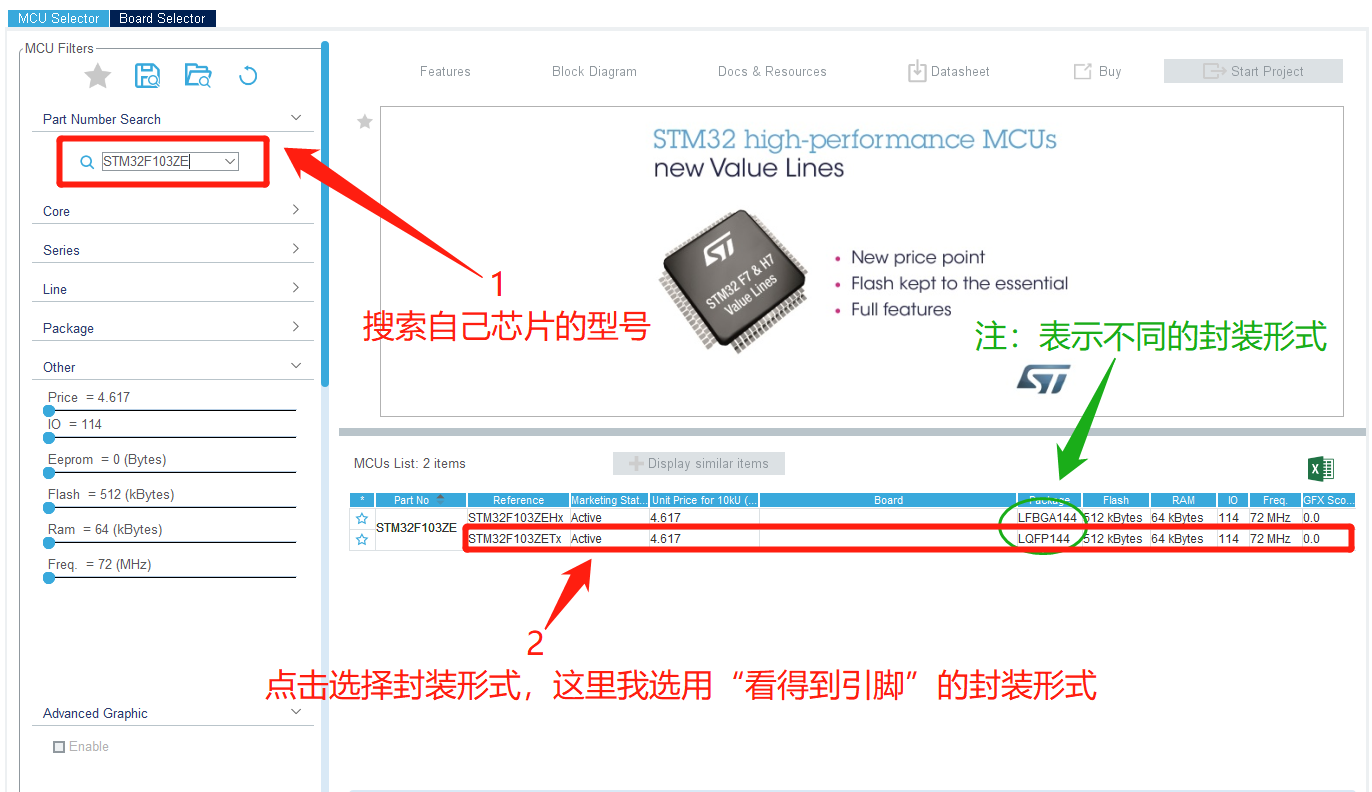 MCU Selector Board Selector
MCU Filters
Part Number Search
STM32F103ZE
Core
Series
Line
Package
Other
Price = 4.617
IO = 114
Eeprom = 0 (Bytes)
Flash = 512 (kBytes)
Ram = 64 (kBytes)
Freq. = 72 (MHz)
Advanced Graphic
Enable
Features Block Diagram Docs & Resources Datasheet Buy Start Project
STM32 high-performance MCUs
new Value Lines
ST
STM32 F7 & H7
Value Lines
• New price point
• Flash kept to the essential
• Full features
ST
1
搜索自己芯片的型号
注：表示不同的封装形式
MCUs List: 2 items
Display similar items
* Part No Reference Marketing Stat... Unit Price for 10kU (... Board Package Flash RAM IO Freq. GFX Sco...
STM32F103ZE
STM32F103ZEHx Active 4.617 LFBGA144 512 kBytes 64 kBytes 114 72 MHz 0.0
STM32F103ZETx Active 4.617 LQFP144 512 kBytes 64 kBytes 114 72 MHz 0.0
2
点击选择封装形式，这里我选用“看得到引脚”的封装形式